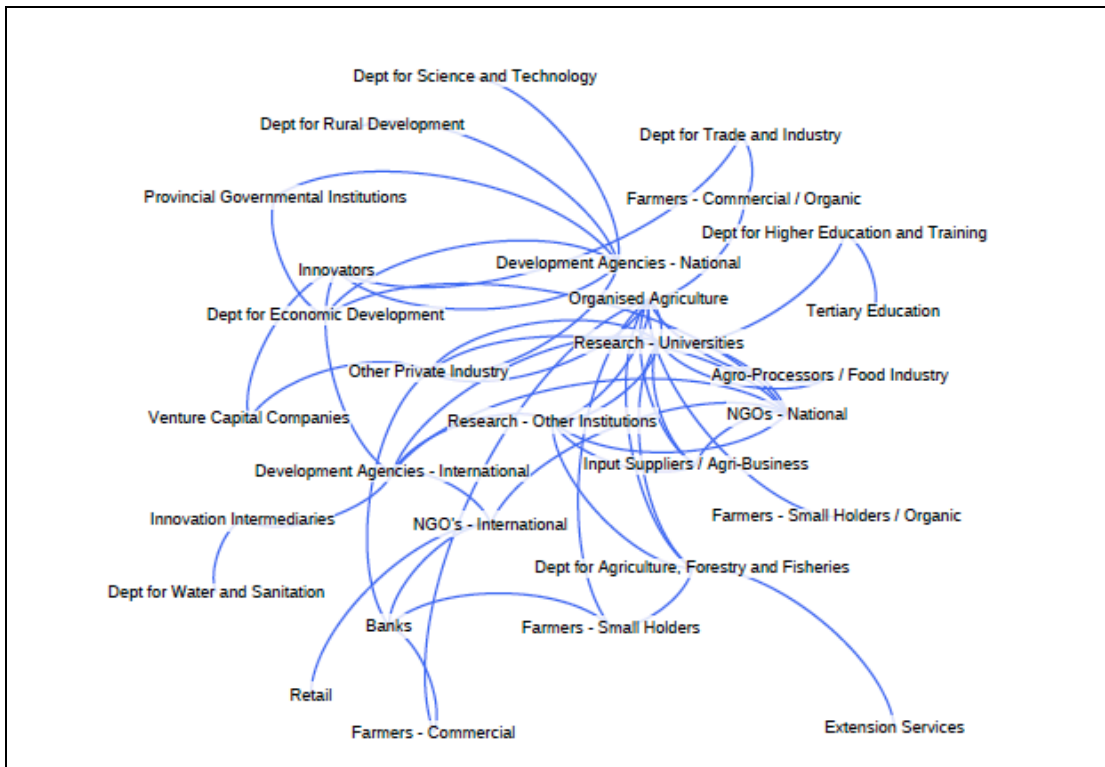 Dept for Science and Technology
Dept for Rural Development
Dept for Trade and Industry
Provincial Governmental Institutions
Farmers - Commercial / Organic
Dept for Higher Education and Training
Development Agencies - National
Innovators
Organised Agriculture
Dept for Economic Development
Tertiary Education
Research - Universities
Other Private Industry
Agro-Processors / Food Industry
Venture Capital Companies
Research - Other Institutions
NGOs - National
Development Agencies - International
Input Suppliers / Agri-Business
Innovation Intermediaries
NGO's - International
Farmers - Small Holders / Organic
Dept for Agriculture, Forestry and Fisheries
Dept for Water and Sanitation
Banks
Farmers - Small Holders
Retail
Farmers - Commercial
Extension Services